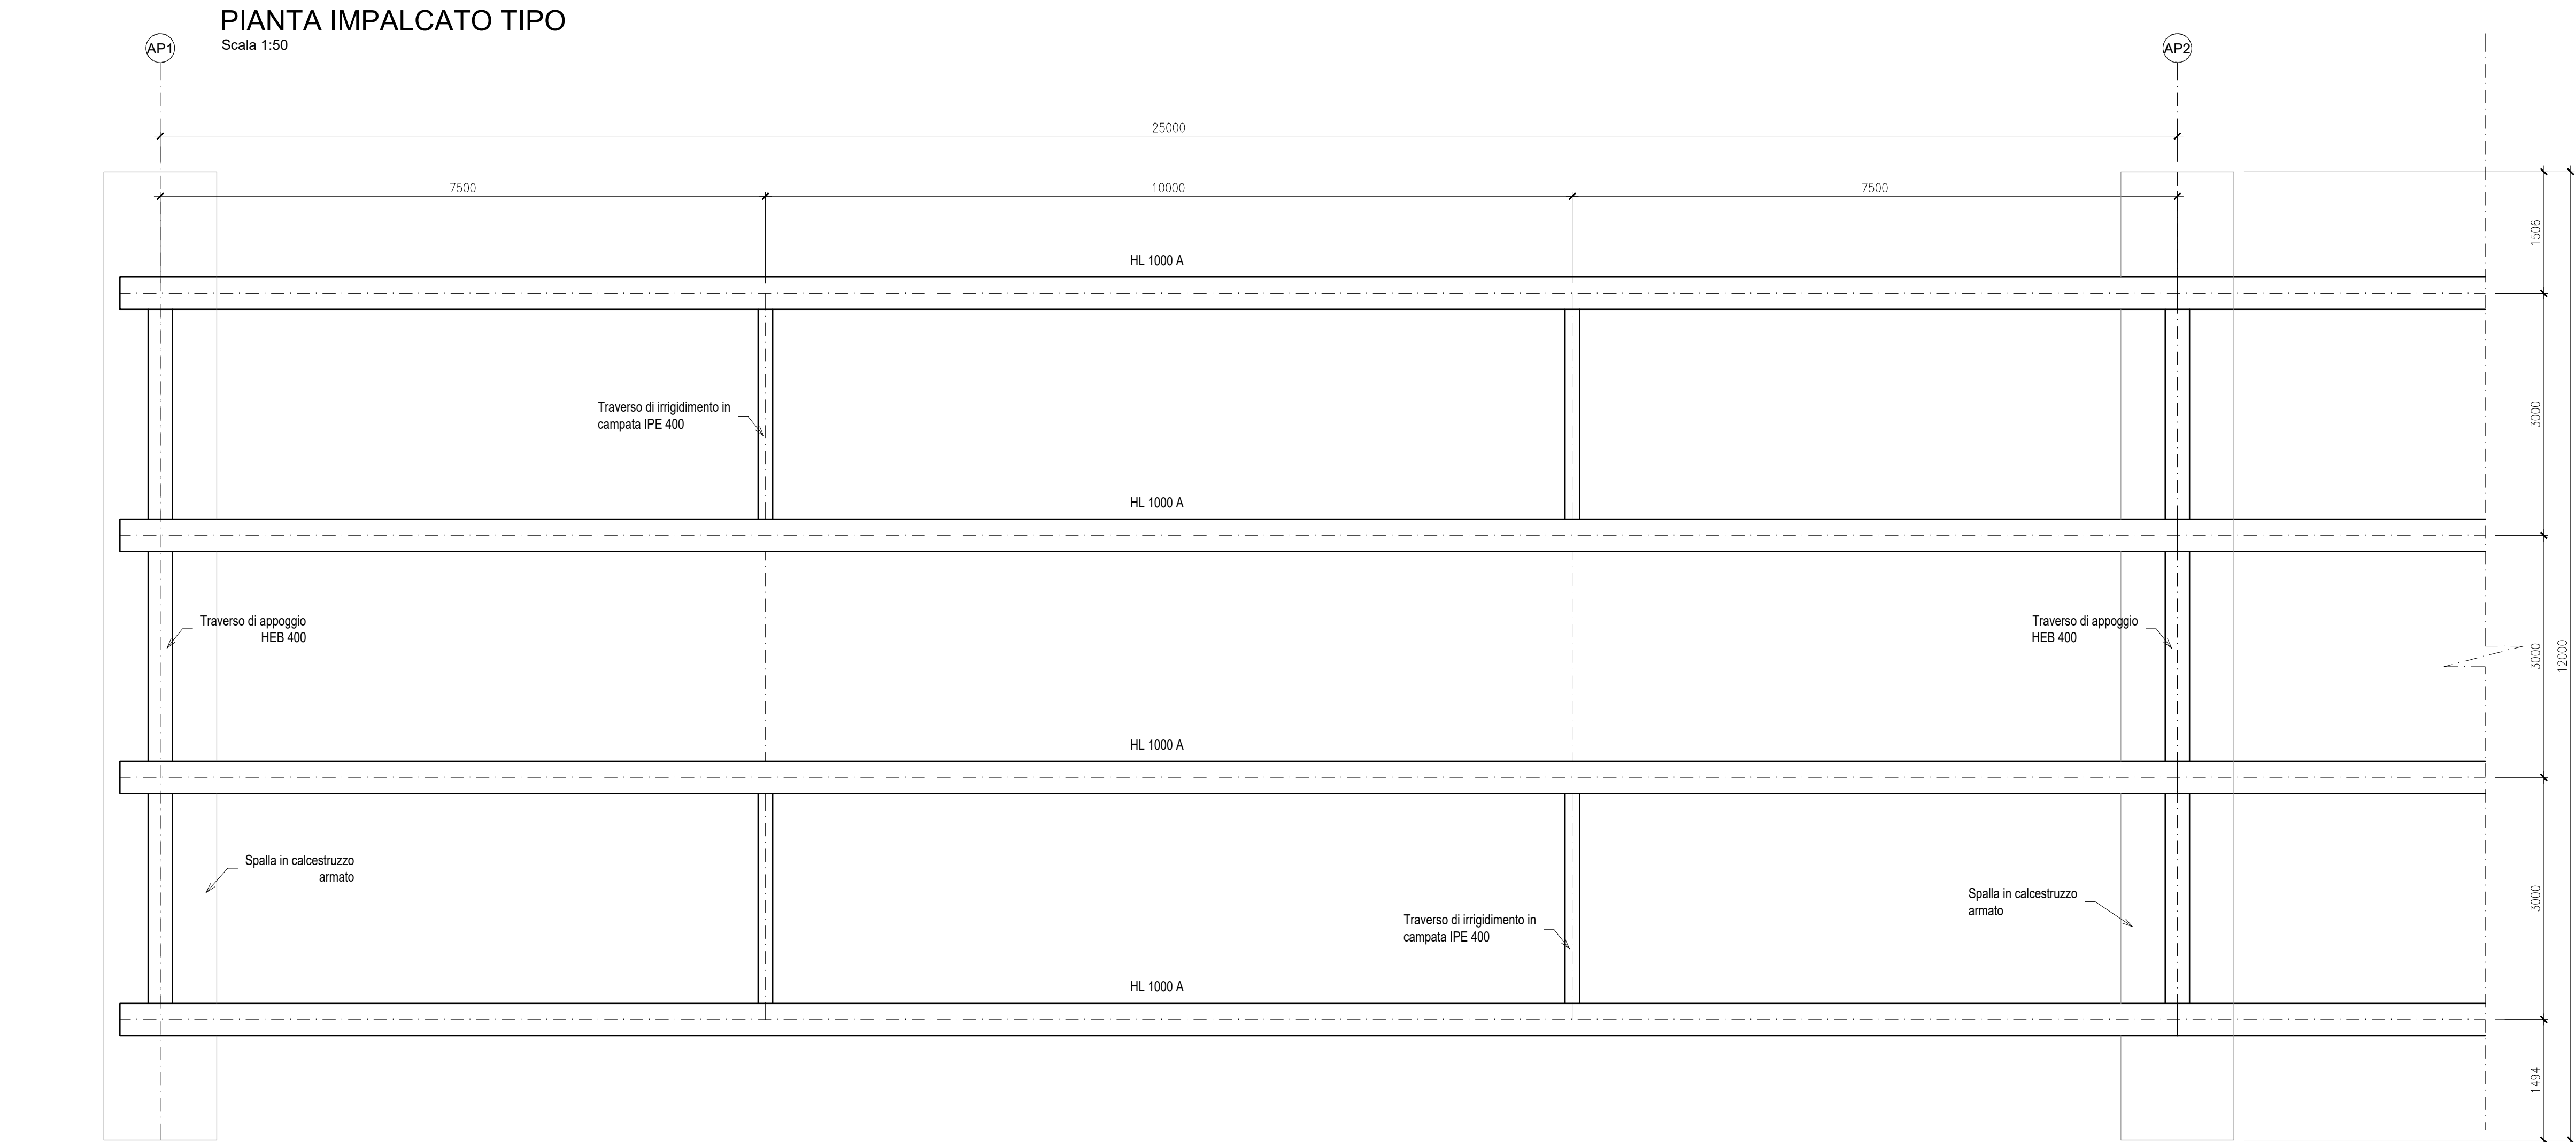 PIANTA IMPALCATO TIPO
Scala 1:50
AP1
AP2
25000
7500
10000
7500
1506
HL 1000 A
3000
Traverso di irrigidimento in
campata IPE 400
HL 1000 A
Traverso di appoggio
HEB 400
Traverso di appoggio
HEB 400
3000
12000
HL 1000 A
Spalla in calcestruzzo
armato
Spalla in calcestruzzo
armato
3000
Traverso di irrigidimento in
campata IPE 400
HL 1000 A
1494